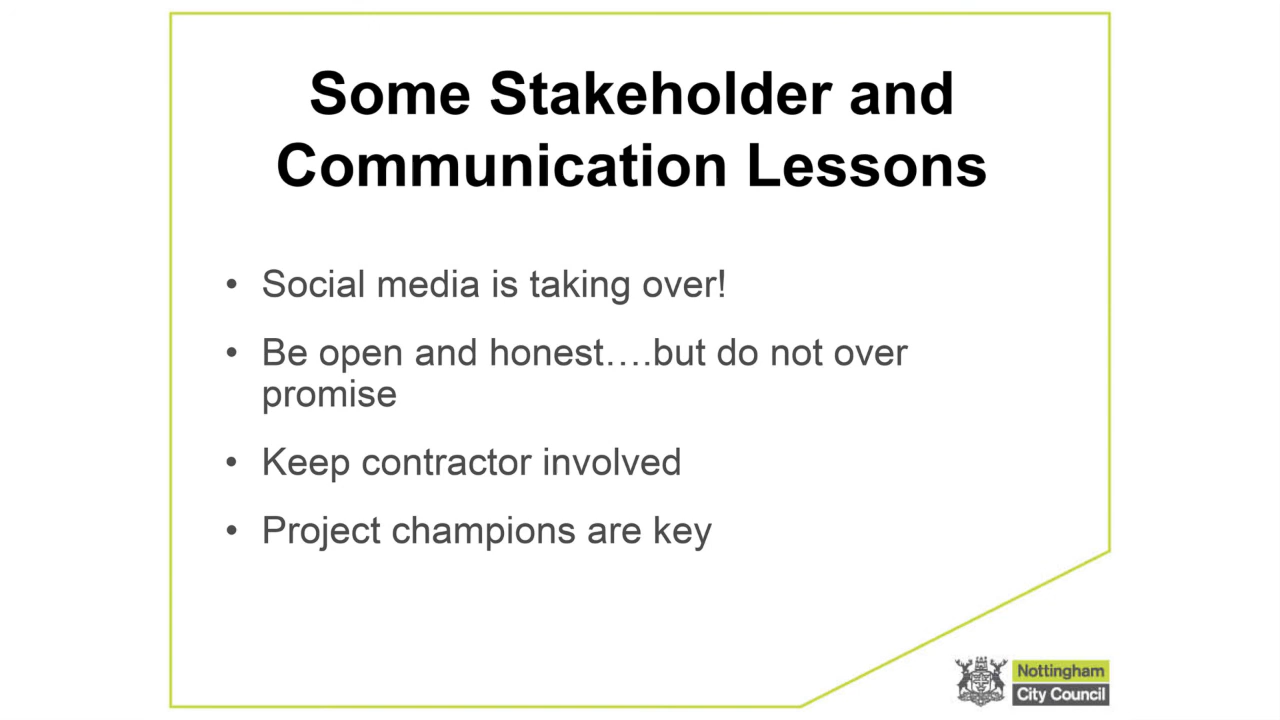 Some Stakeholder and
Communication Lessons
• Social media is taking over!
• Be open and honest….but do not over
promise
• Keep contractor involved
• Project champions are key
Nottingham
City Council